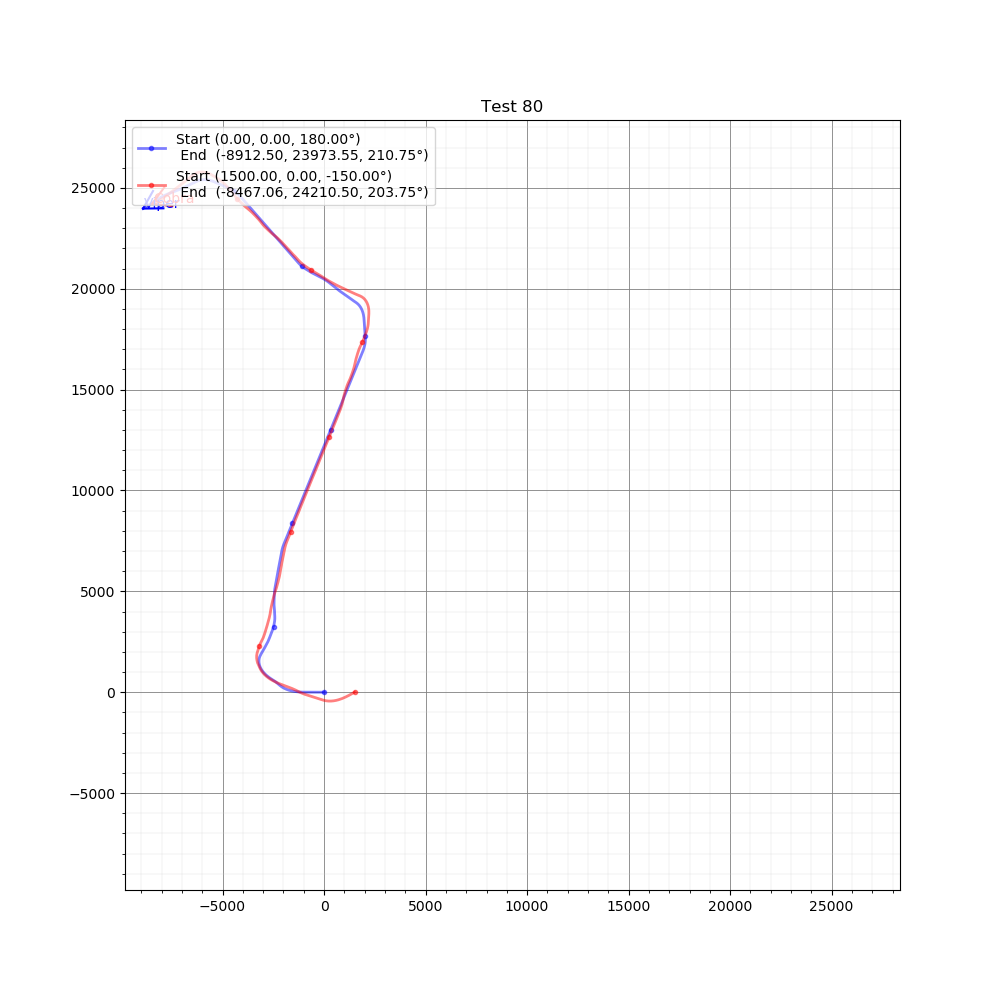 Test 80
Start (0.00, 0.00, 180.00°)
End (-8912.50, 23973.55, 210.75°)
Start (1500.00, 0.00, -150.00°)
End (-8467.06, 24210.50, 203.75°)
25000
20000
15000
10000
5000
0
−5000
−5000 0 5000 10000 15000 20000 25000